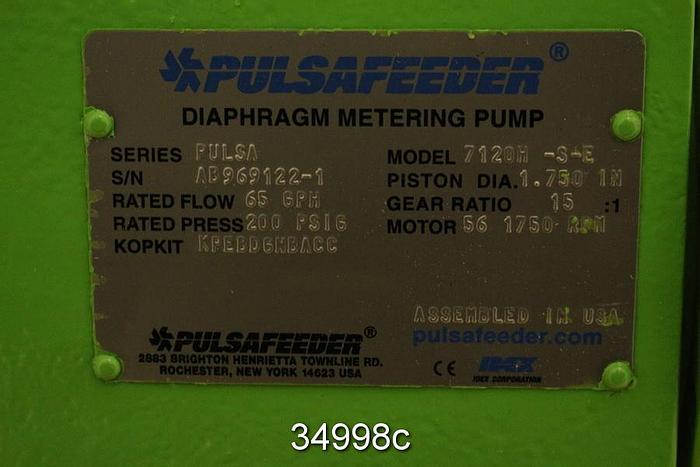 PULSAFEEDER®
DIAPHRAGM METERING PUMP
SERIES PULSA
S/N AB969122-1
RATED FLOW 65 GPH
RATED PRESS 200 PSIG
KOPKIT KPEBDGNBACC
MODEL 7120H -S-E
PISTON DIA. 1.750 IN
GEAR RATIO 15 :1
MOTOR 56 1750 RPM
ASSEMBLED IN USA
pulsafeeder.com
PULSAFEEDER®
2883 BRIGHTON HENRIETTA TOWNLINE RD.
ROCHESTER, NEW YORK 14623 USA
CE IDEX
IDEX CORPORATION
34998c